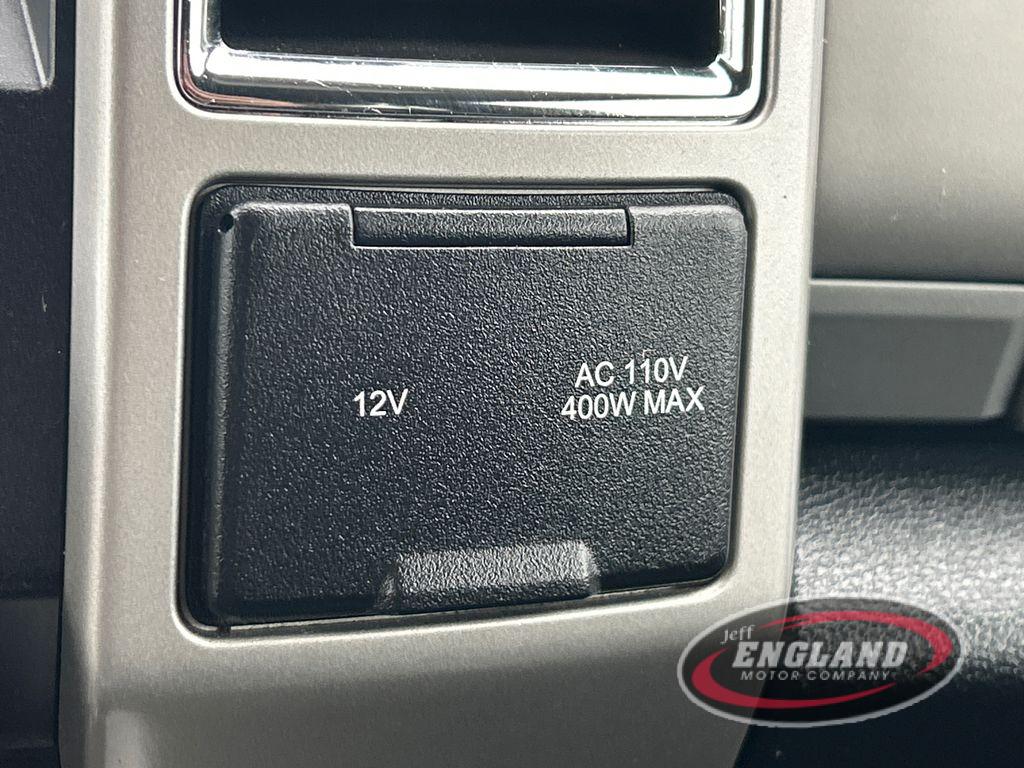 12V
AC 110V
400W MAX
Jeff
ENGLAND
MOTOR COMPANY